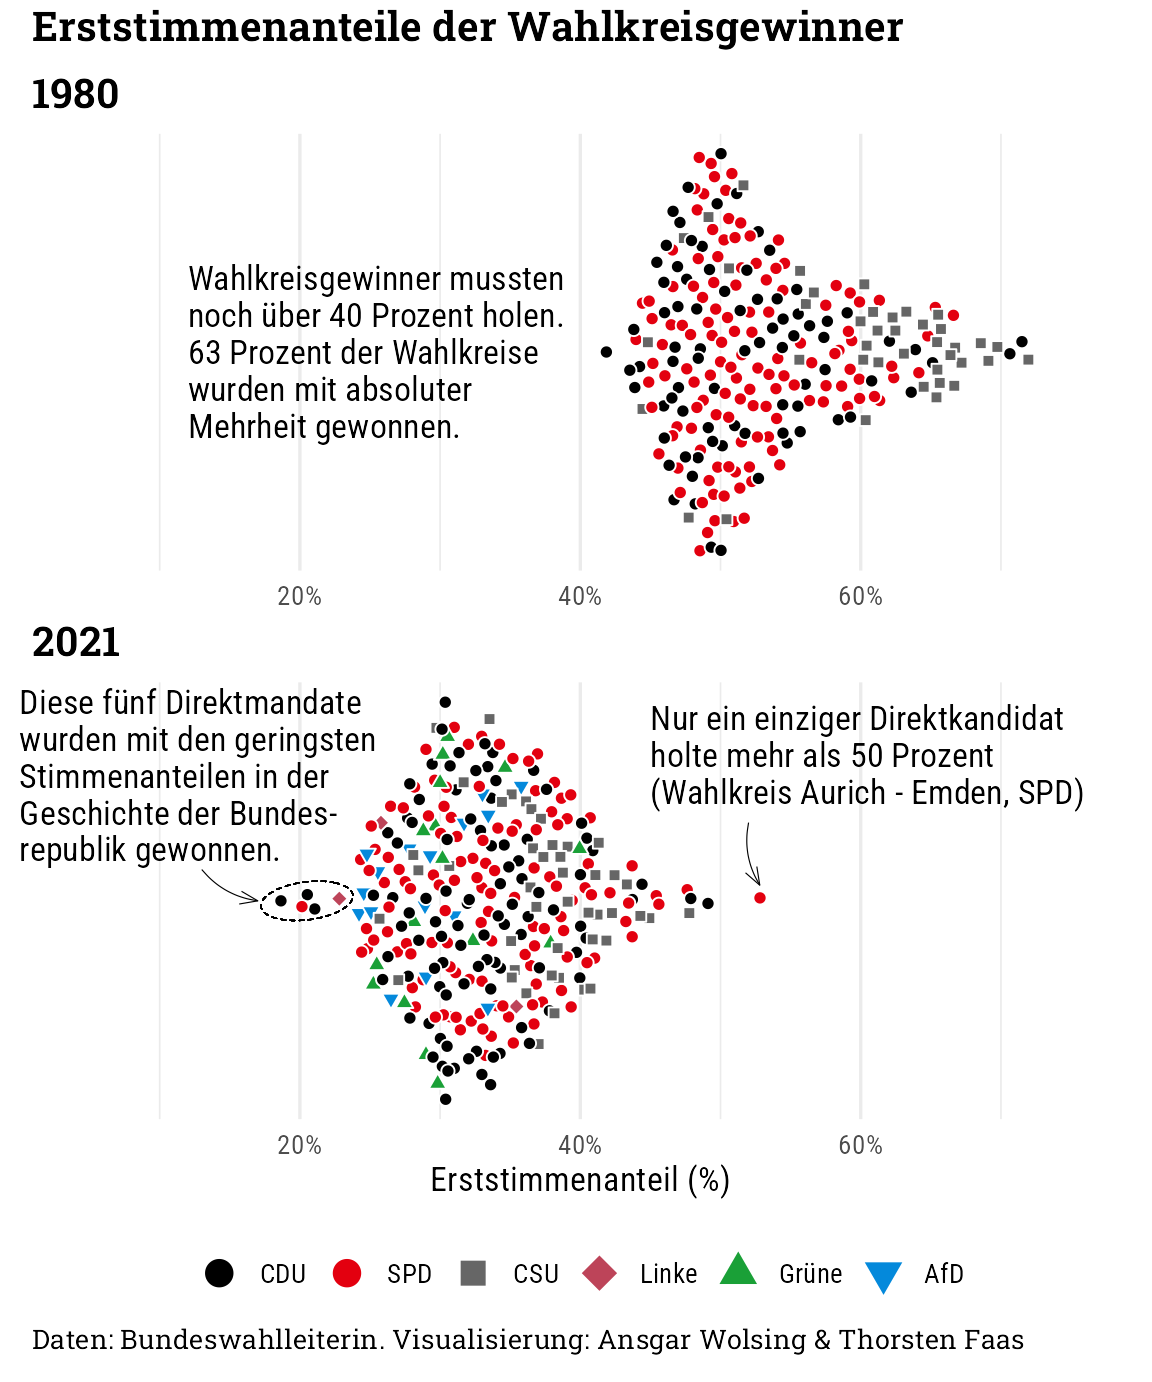 Erststimmenanteile der Wahlkreisgewinner
1980
Wahlkreisgewinner mussten
noch über 40 Prozent holen.
63 Prozent der Wahlkreise
wurden mit absoluter
Mehrheit gewonnen.
20% 40% 60%
2021
Diese fünf Direktmandate
wurden mit den geringsten
Stimmenanteilen in der
Geschichte der Bundes-
republik gewonnen.
Nur ein einziger Direktkandidat
holte mehr als 50 Prozent
(Wahlkreis Aurich - Emden, SPD)
20% 40% 60%
Erststimmenanteil (%)
CDU SPD CSU Linke Grüne AfD
Daten: Bundeswahlleiterin. Visualisierung: Ansgar Wolsing & Thorsten Faas